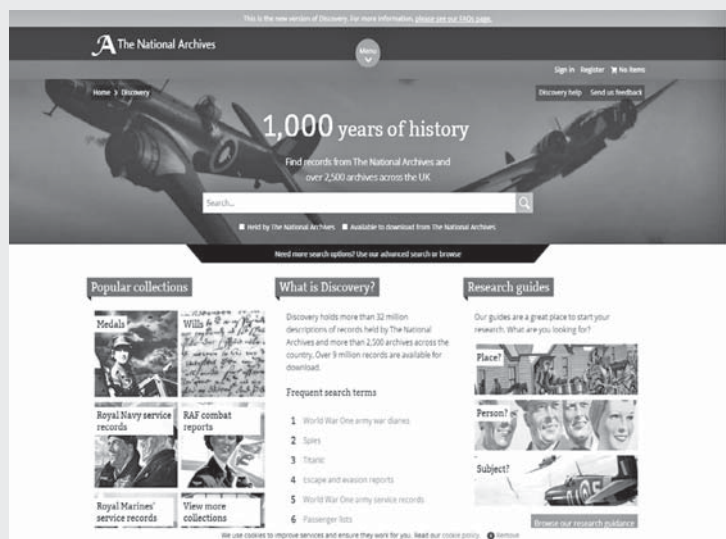 This is the new version of Discovery. For more information, please see our FAQs page.
The National Archives
Menu
Sign in Register No items
Home > Discovery
Discovery help Send us feedback
1,000 years of history
Find records from The National Archives and
over 2,500 archives across the UK
Search...
Held by The National Archives Available to download from The National Archives
Need more search options? Use our advanced search or browse
Popular collections
Medals
Wills
Royal Navy service
records
RAF combat
reports
Royal Marines'
service records
View more
collections
What is Discovery?
Discovery holds more than 32 million
descriptions of records held by The National
Archives and more than 2,500 archives across the
country. Over 9 million records are available for
download.
Frequent search terms
1 World War One army war diaries
2 Spies
3 Titanic
4 Escape and evasion reports
5 World War One army service records
6 Passenger lists
Research guides
Our guides are a great place to start your
research. What are you looking for?
Place?
Person?
Subject?
Browse our research guidance
We use cookies to improve services and ensure they work for you. Read our cookie policy. Remove